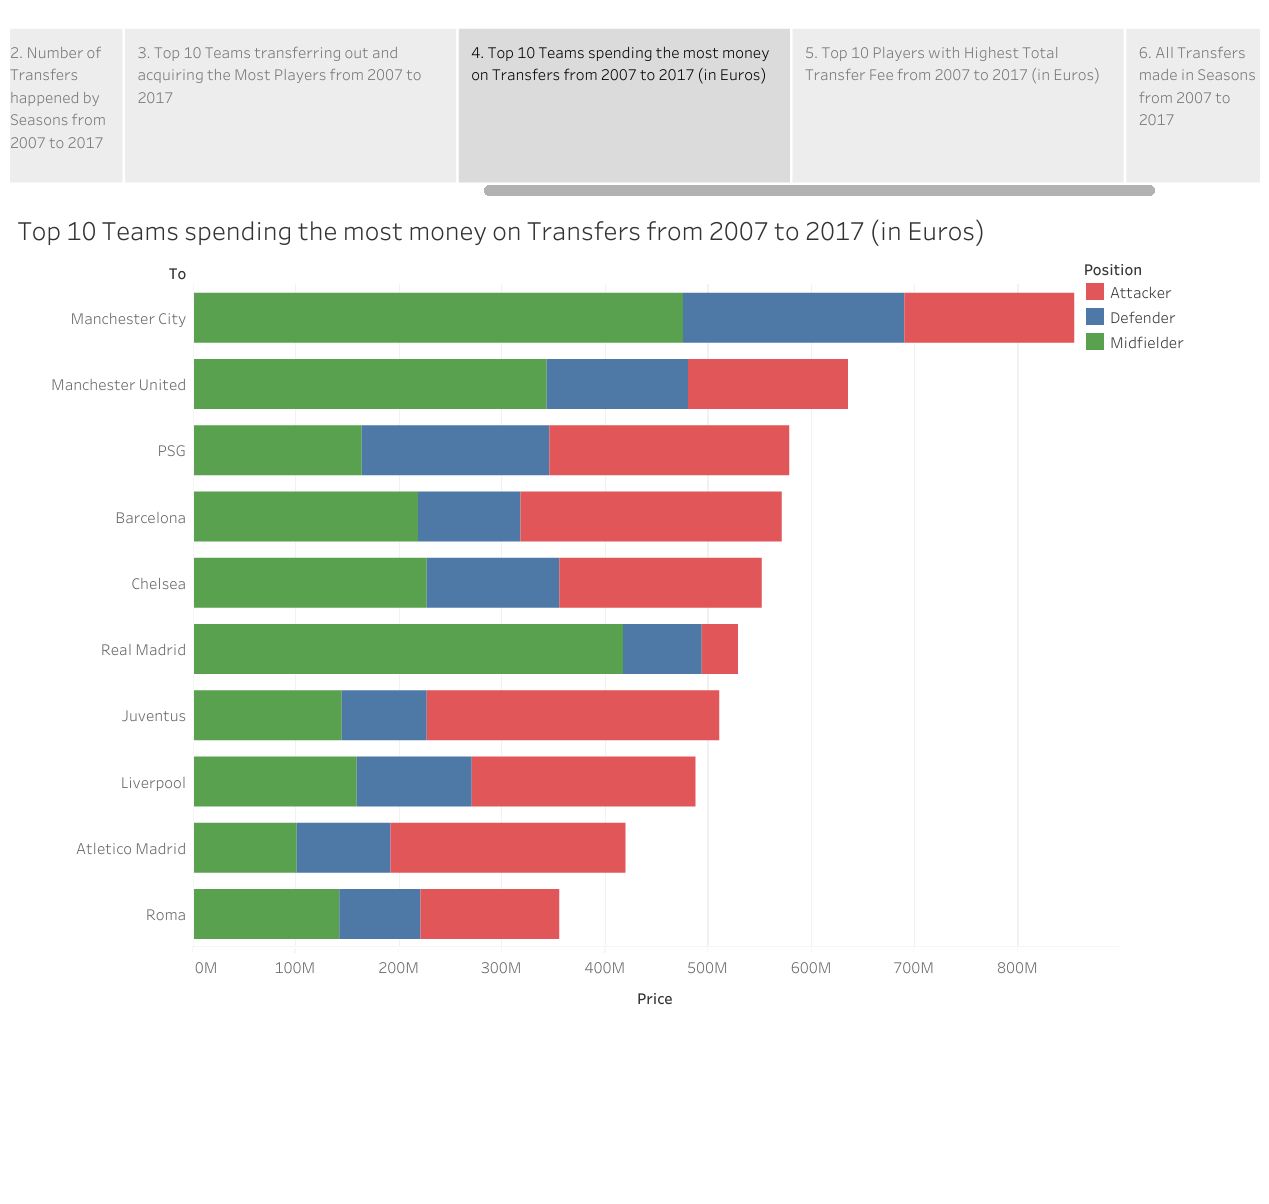 2. Number of
Transfers
happened by
Seasons from
2007 to 2017
3. Top 10 Teams transferring out and
acquiring the Most Players from 2007 to
2017
4. Top 10 Teams spending the most money
on Transfers from 2007 to 2017 (in Euros)
5. Top 10 Players with Highest Total
Transfer Fee from 2007 to 2017 (in Euros)
6. All Transfers
made in Seasons
from 2007 to
2017
Top 10 Teams spending the most money on Transfers from 2007 to 2017 (in Euros)
To
Position
Attacker
Defender
Midfielder
Manchester City
Manchester United
PSG
Barcelona
Chelsea
Real Madrid
Juventus
Liverpool
Atletico Madrid
Roma
0M 100M 200M 300M 400M 500M 600M 700M 800M
Price